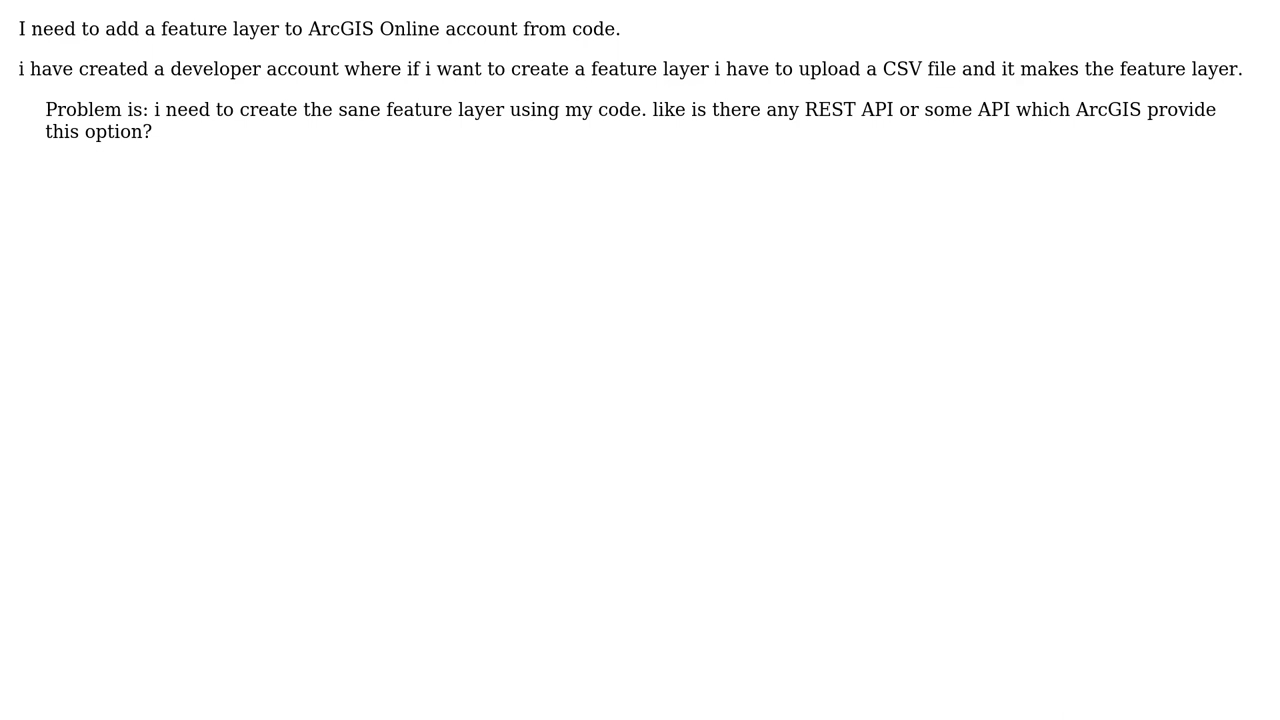 I need to add a feature layer to ArcGIS Online account from code.
i have created a developer account where if i want to create a feature layer i have to upload a CSV file and it makes the feature layer.
Problem is: i need to create the sane feature layer using my code. like is there any REST API or some API which ArcGIS provide
this option?